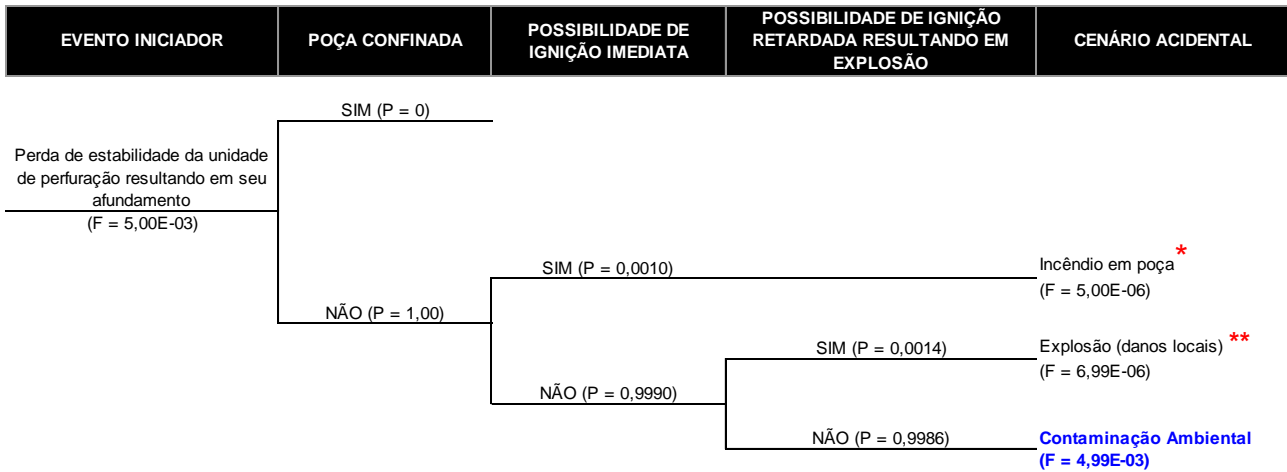 EVENTO INICIADOR
POÇA CONFINADA
POSSIBILIDADE DE
IGNIÇÃO IMEDIATA
POSSIBILIDADE DE IGNIÇÃO
RETARDADA RESULTANDO EM
EXPLOSÃO
CENÁRIO ACIDENTAL
SIM (P = 0)
Perda de estabilidade da unidade
de perfuração resultando em seu
afundamento
(F = 5,00E-03)
SIM (P = 0,0010)
Incêndio em poça *
(F = 5,00E-06)
NÃO (P = 1,00)
SIM (P = 0,0014)
Explosão (danos locais) **
(F = 6,99E-06)
NÃO (P = 0,9990)
NÃO (P = 0,9986)
Contaminação Ambiental
(F = 4,99E-03)